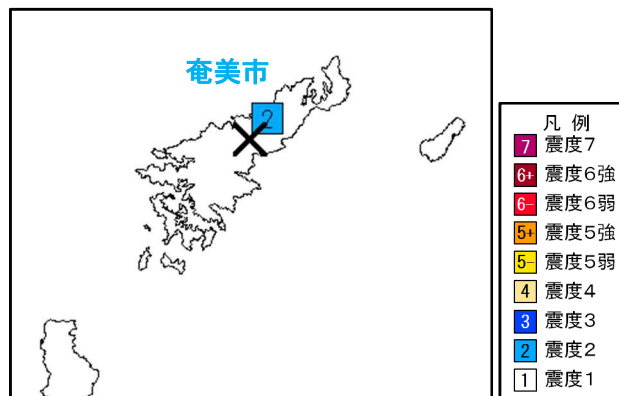 奄美市
2
凡 例
7 震度7
6+ 震度6強
6- 震度6弱
5+ 震度5強
5- 震度5弱
4 震度4
3 震度3
2 震度2
1 震度1